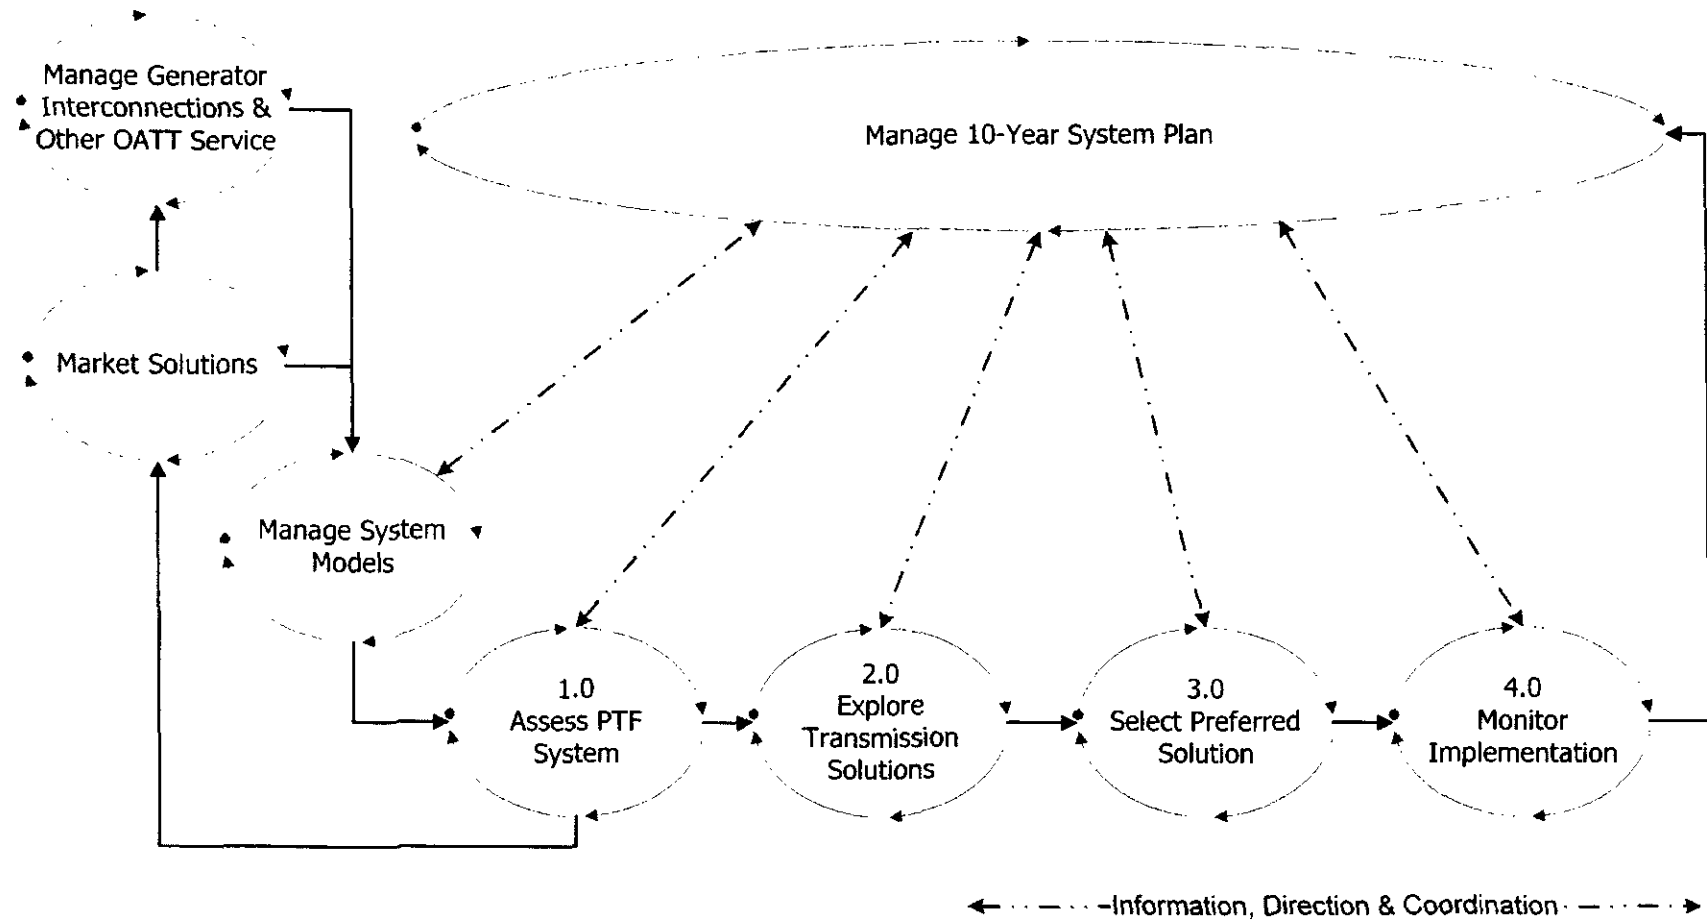 Manage Generator
Interconnections &
Other OATT Service
Manage 10-Year System Plan
Market Solutions
Manage System
Models
1.0
Assess PTF
System
2.0
Explore
Transmission
Solutions
3.0
Select Preferred
Solution
4.0
Monitor
Implementation
Information, Direction & Coordination